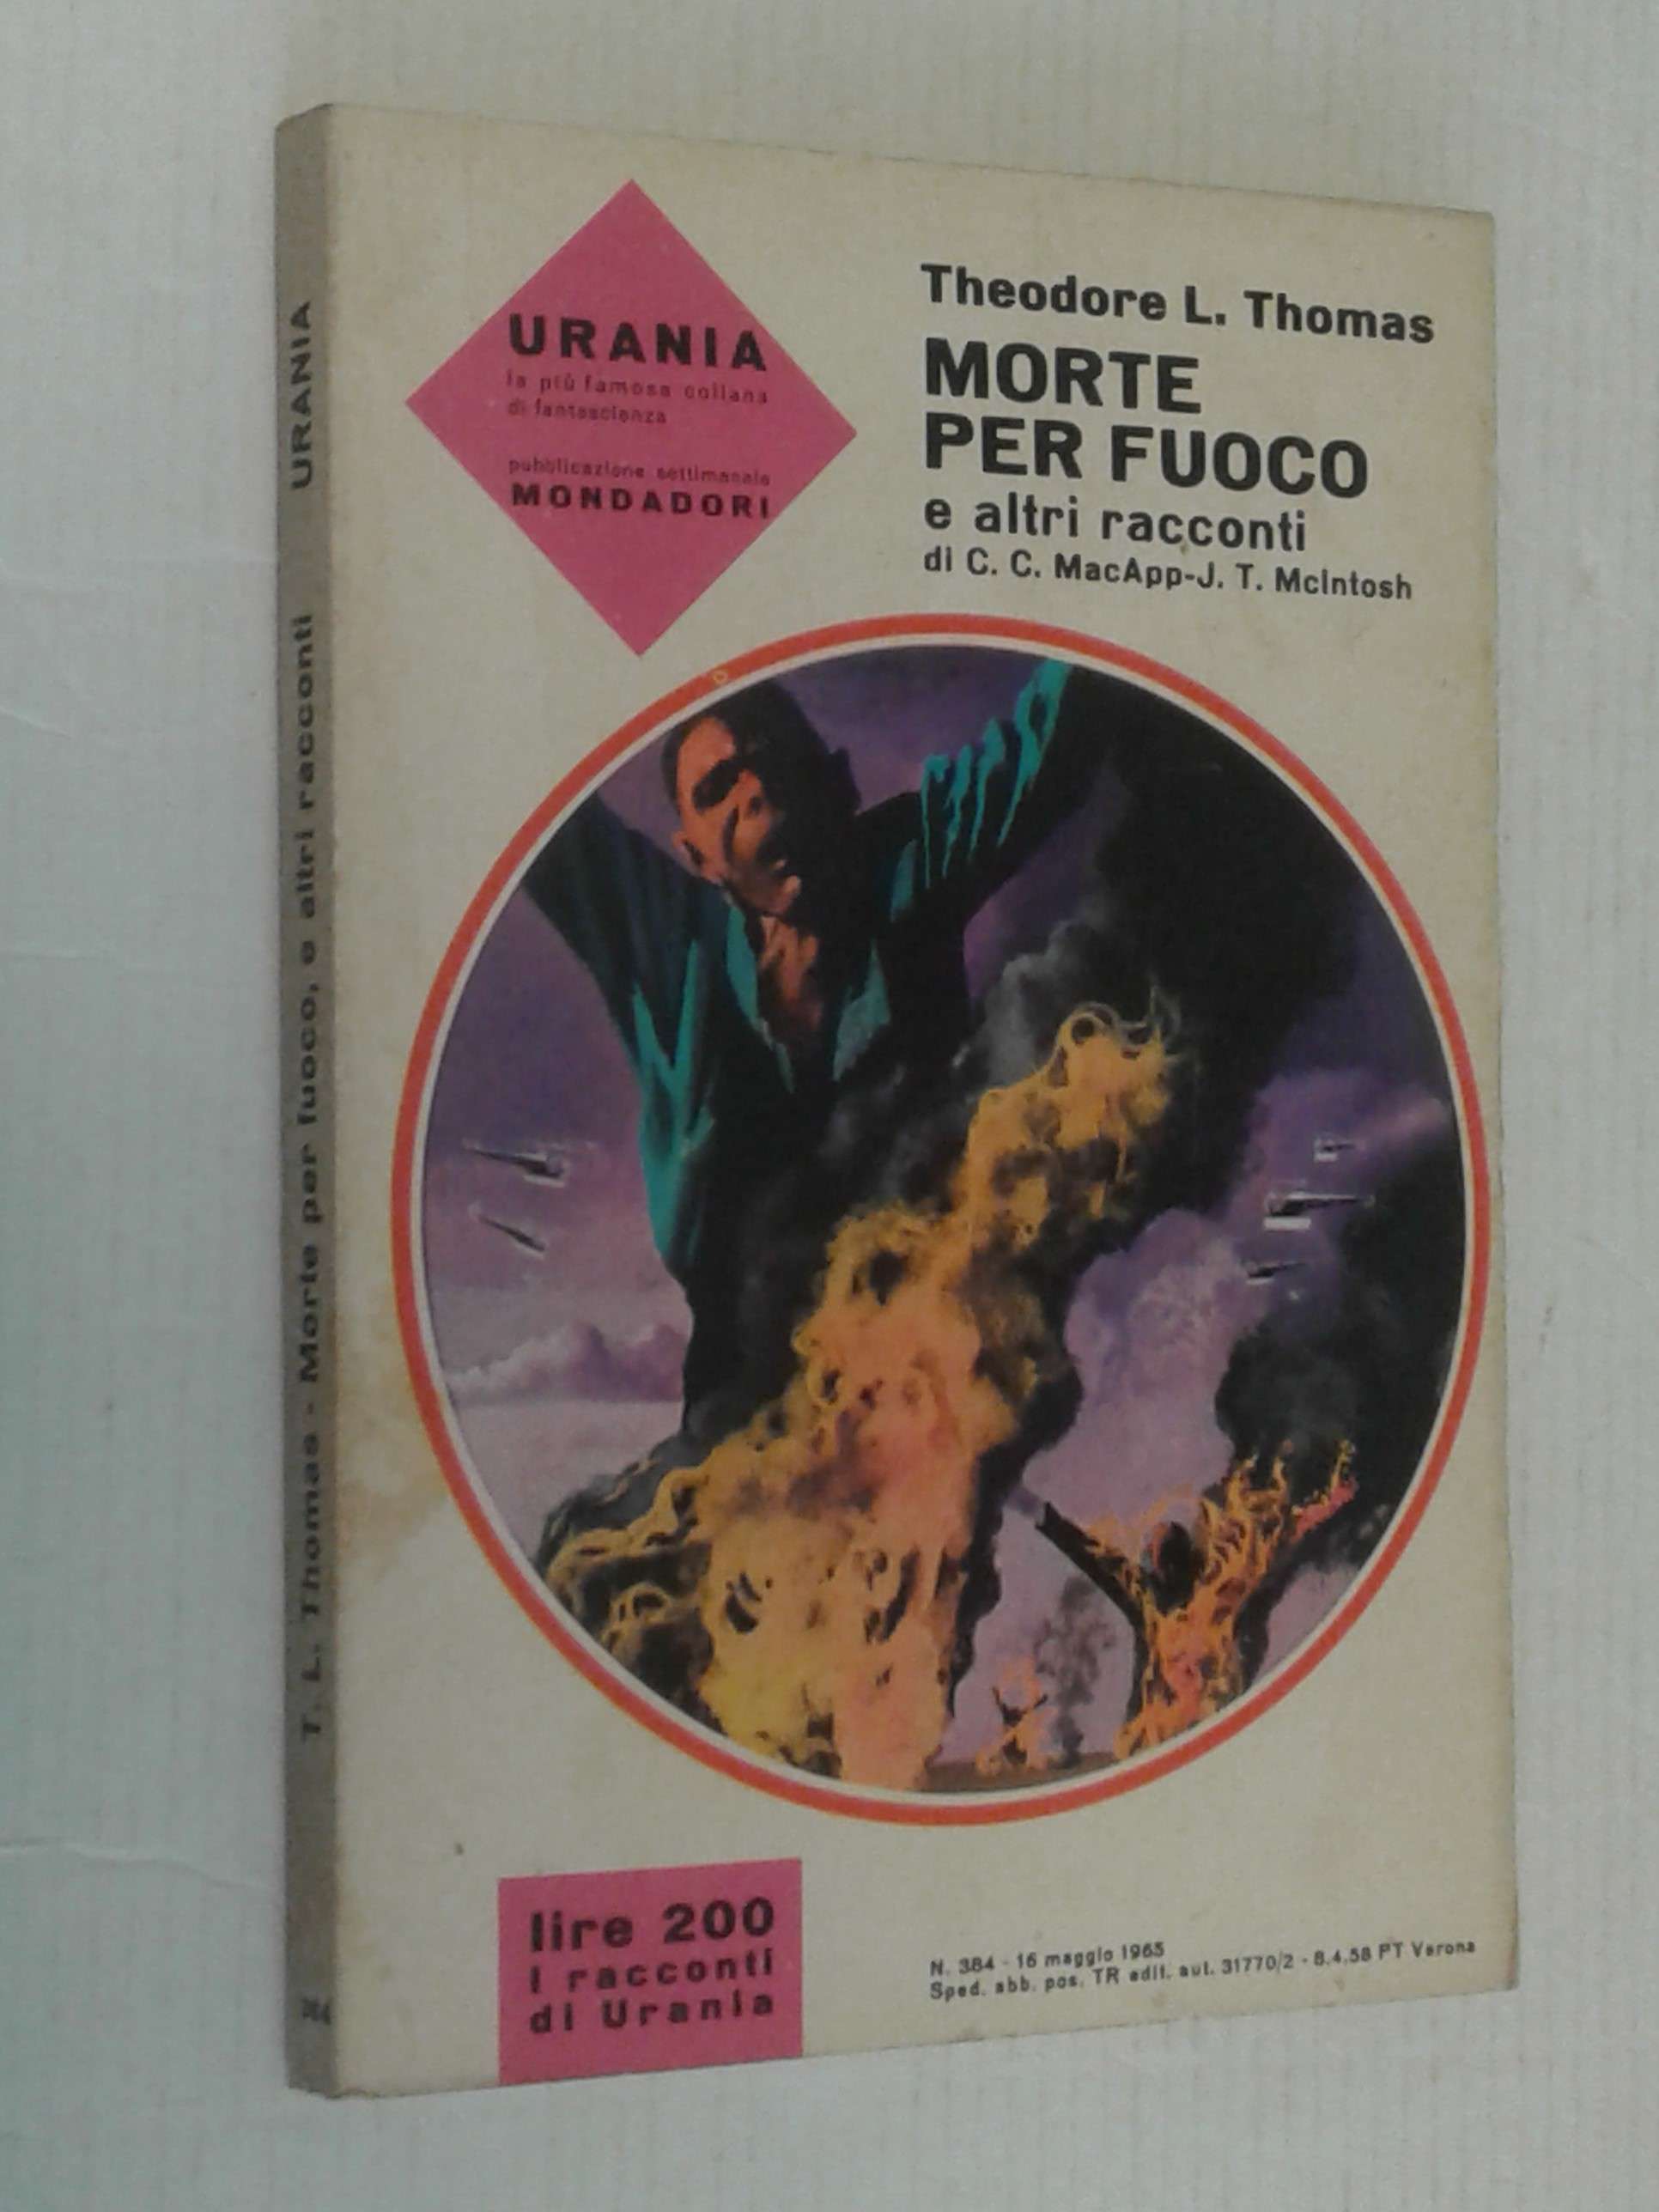 URANIA
la più famosa collana
di fantascienza
pubblicazione settimanale
MONDADORI
Theodore L. Thomas
MORTE
PER FUOCO
e altri racconti
di C. C. MacApp-J. T. McIntosh
lire 200
I racconti
di Urania
N. 384 - 16 maggio 1965
Sped. abb. pos. TR edit. aut. 31770/2 - 8.4.58 PT Verona
T. L. Thomas - Morte per fuoco, e altri racconti URANIA
384